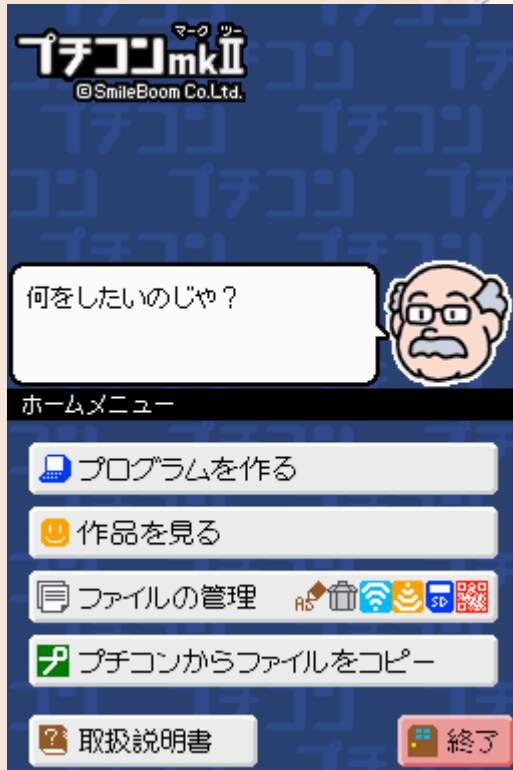 マーク ツー
プチコンmkII
©SmileBoom Co.Ltd.
何をしたいのじゃ？
ホームメニュー
プログラムを作る
作品を見る
ファイルの管理 AB SD
プチコンからファイルをコピー
? 取扱説明書
終了